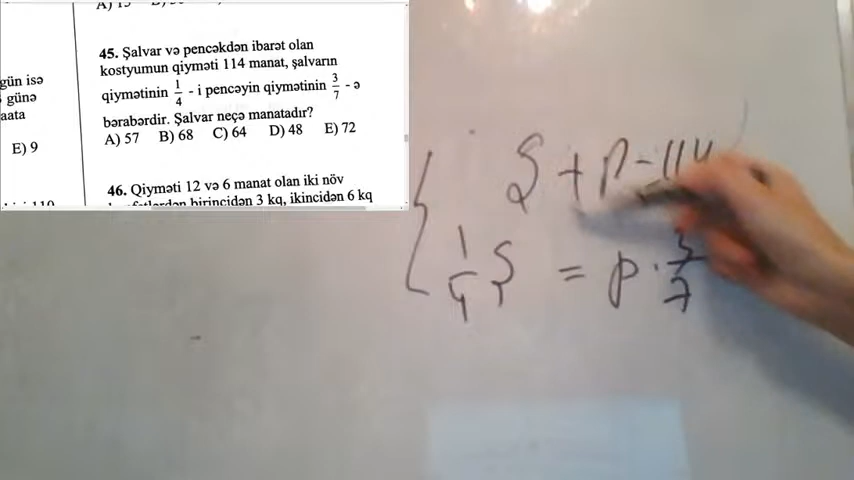 gün isə
günə
aata
E) 9
45. Şalvar və pencəkdən ibarət olan
kostyumun qiyməti 114 manat, şalvarın
qiymətinin 1/4 - i pencəyin qiymətinin 3/7 - ə
bərabərdir. Şalvar neçə manatadır?
A) 57 B) 68 C) 64 D) 48 E) 72
46. Qiyməti 12 və 6 manat olan iki növ
birincidən 3 kq, ikincidən 6 kq
Ş + P = 114
1/4 Ş = P · 3/7